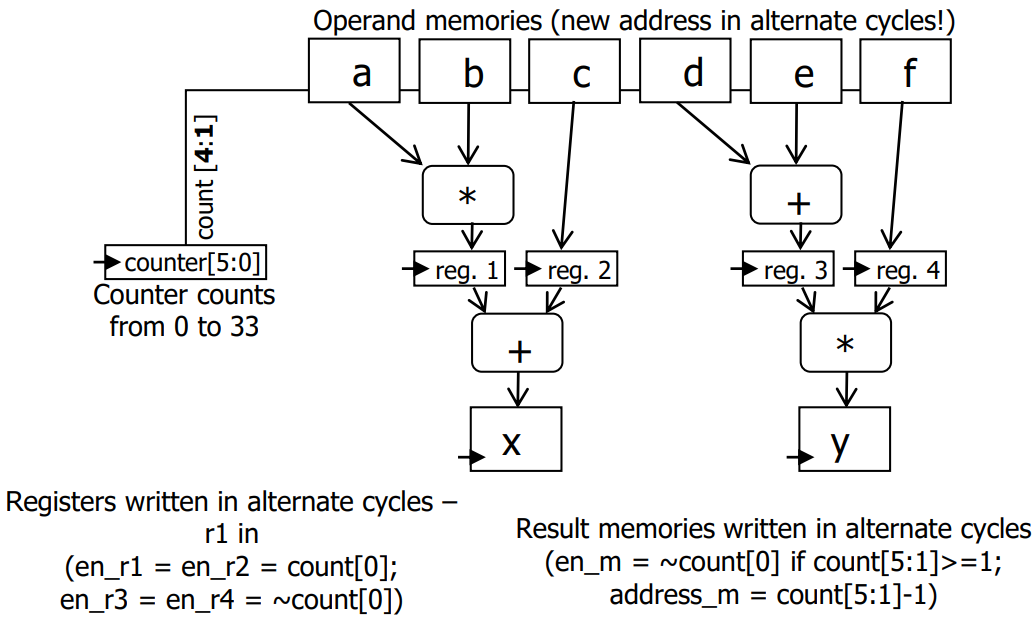 Operand memories (new address in alternate cycles!)
a
b
c
d
e
f
count [4:1]
*
+
counter[5:0]
reg. 1
reg. 2
reg. 3
reg. 4
Counter counts
from 0 to 33
+
*
x
y
Registers written in alternate cycles –
r1 in
(en_r1 = en_r2 = count[0];
en_r3 = en_r4 = ~count[0])
Result memories written in alternate cycles
(en_m = ~count[0] if count[5:1]>=1;
address_m = count[5:1]-1)